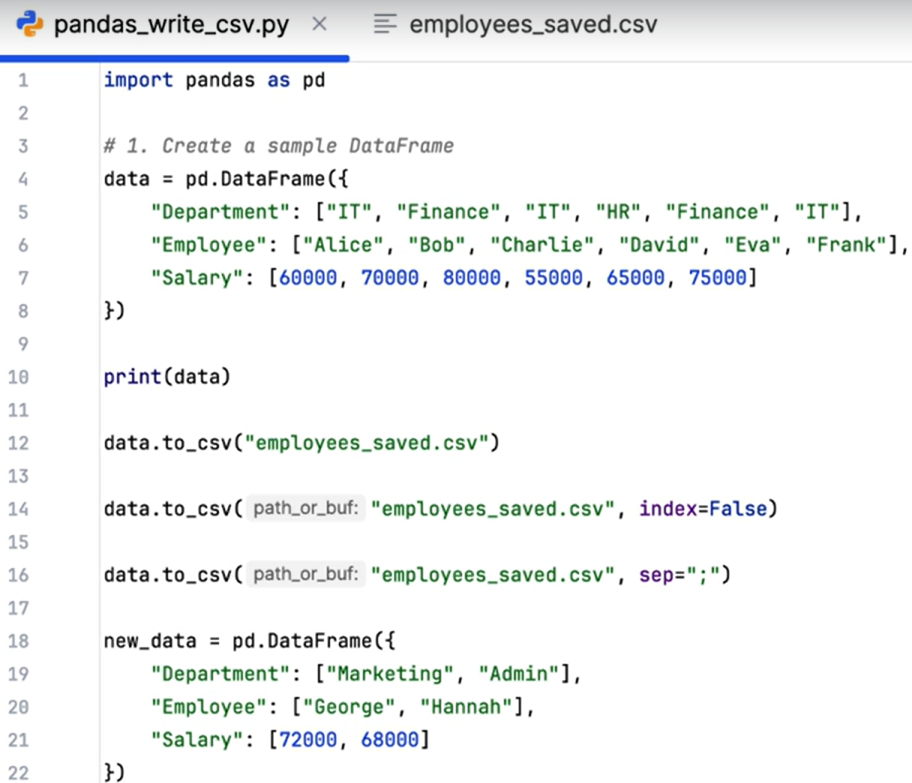 pandas_write_csv.py × employees_saved.csv
1 import pandas as pd
2
3 # 1. Create a sample DataFrame
4 data = pd.DataFrame({
5     "Department": ["IT", "Finance", "IT", "HR", "Finance", "IT"],
6     "Employee": ["Alice", "Bob", "Charlie", "David", "Eva", "Frank"],
7     "Salary": [60000, 70000, 80000, 55000, 65000, 75000]
8 })
9
10 print(data)
11
12 data.to_csv("employees_saved.csv")
13
14 data.to_csv( path_or_buf: "employees_saved.csv", index=False)
15
16 data.to_csv( path_or_buf: "employees_saved.csv", sep=";")
17
18 new_data = pd.DataFrame({
19     "Department": ["Marketing", "Admin"],
20     "Employee": ["George", "Hannah"],
21     "Salary": [72000, 68000]
22 })